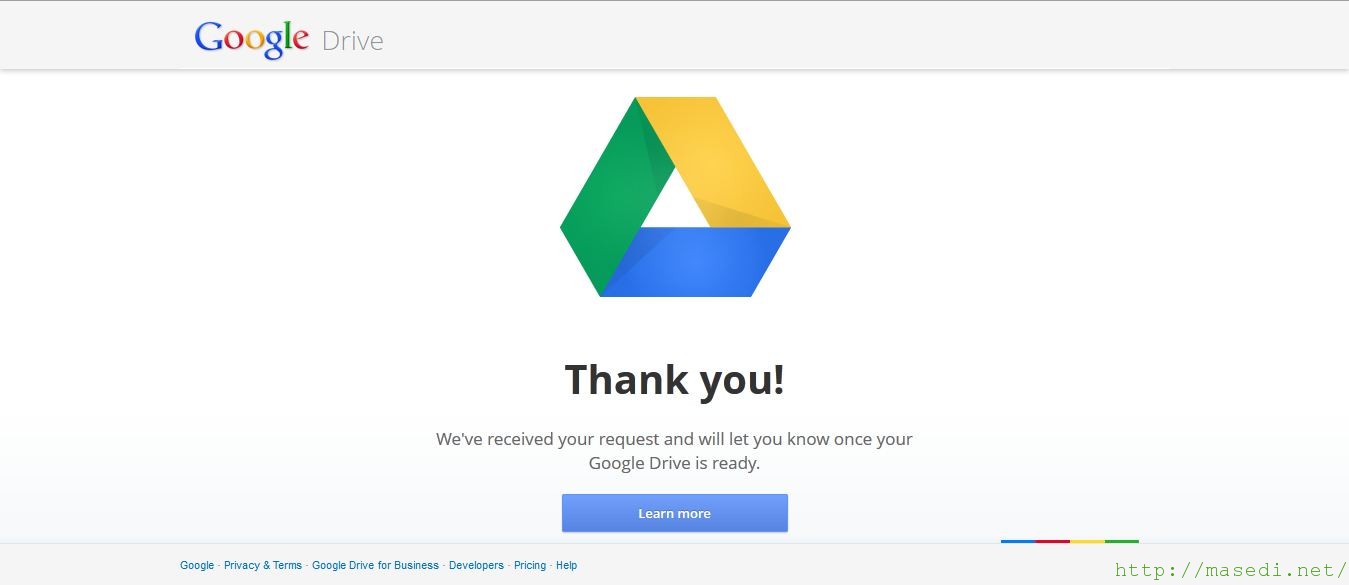 Google Drive
Thank you!
We've received your request and will let you know once your
Google Drive is ready.
Learn more
Google · Privacy & Terms · Google Drive for Business · Developers · Pricing · Help
http://masedi.net/